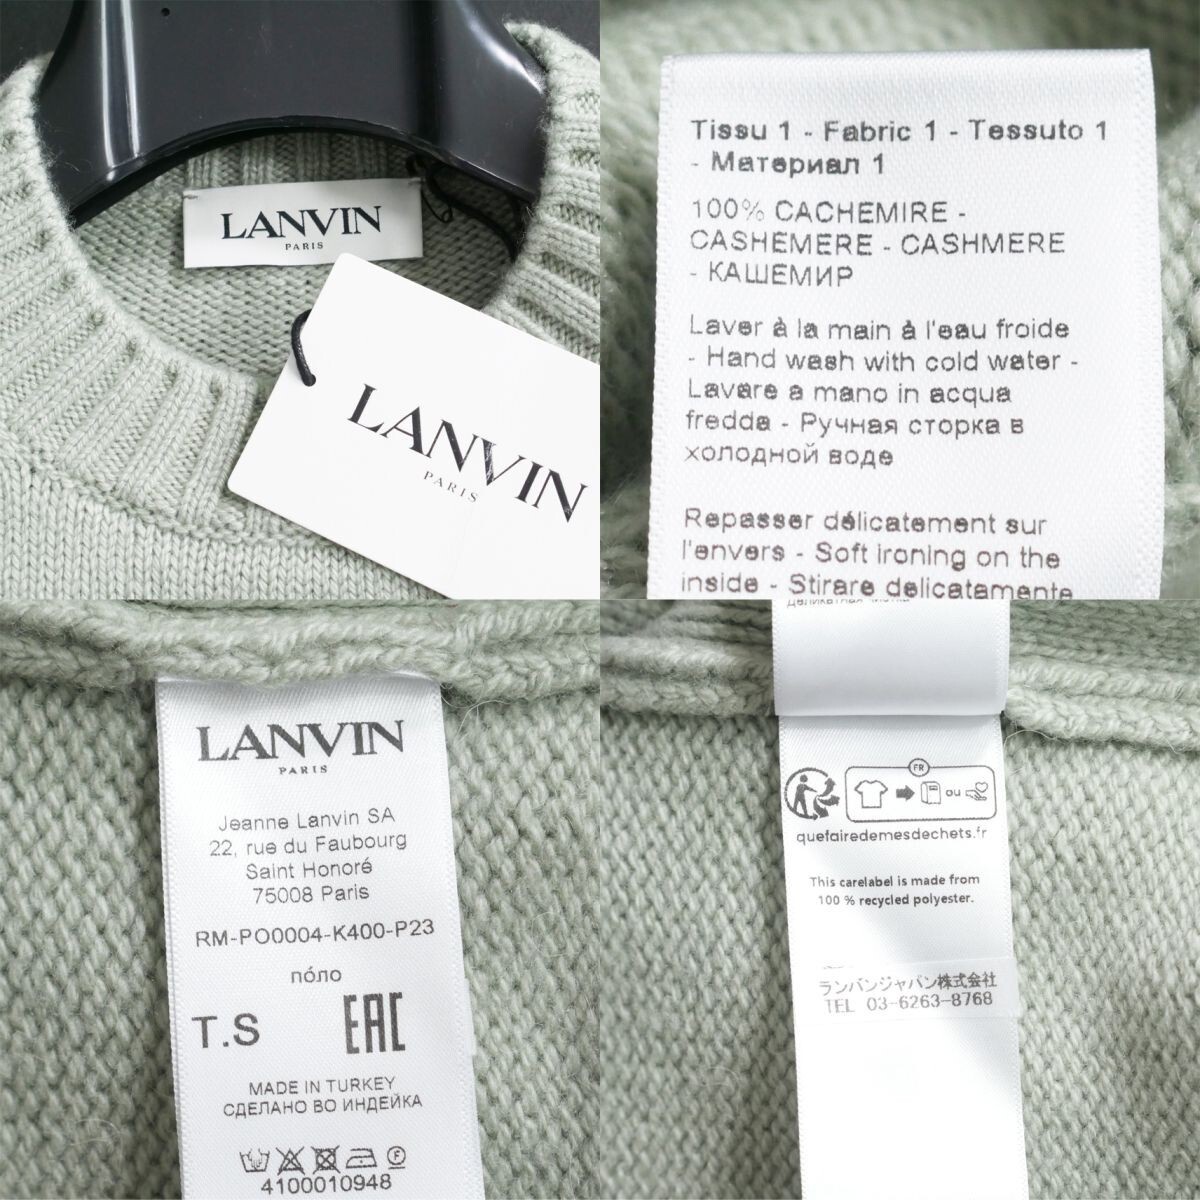 LANVIN
PARIS
LANVIN
PARIS
Tissu 1 - Fabric 1 - Tessuto 1
- Материал 1
100% CACHEMIRE -
CASHEMERE - CASHMERE
- КАШЕМИР
Laver à la main à l'eau froide
- Hand wash with cold water -
Lavare a mano in acqua
fredda - Ручная сторка в
холодной воде
Repasser délicatement sur
l'envers - Soft ironing on the
inside - Stirare delicatamente
LANVIN
PARIS
Jeanne Lanvin SA
22, rue du Faubourg
Saint Honoré
75008 Paris
RM-PO0004-K400-P23
по́ло
T.S EAC
MADE IN TURKEY
СДЕЛАНО ВО ИНДЕЙКА
4100010948
FR
ou
quefairedemesdechets.fr
This carelabel is made from
100 % recycled polyester.
ランバンジャパン株式会社
TEL 03-6263-8768